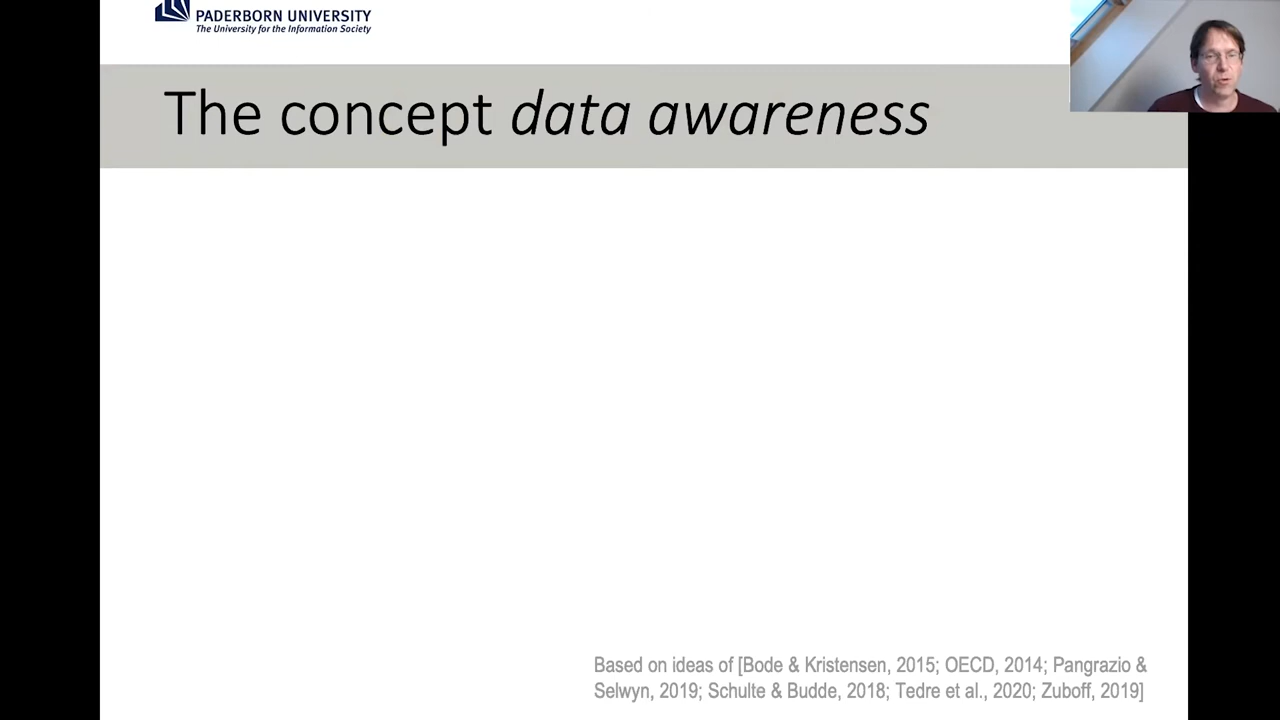 PADERBORN UNIVERSITY
The University for the Information Society
The concept data awareness
Based on ideas of [Bode & Kristensen, 2015; OECD, 2014; Pangrazio &
Selwyn, 2019; Schulte & Budde, 2018; Tedre et al., 2020; Zuboff, 2019]